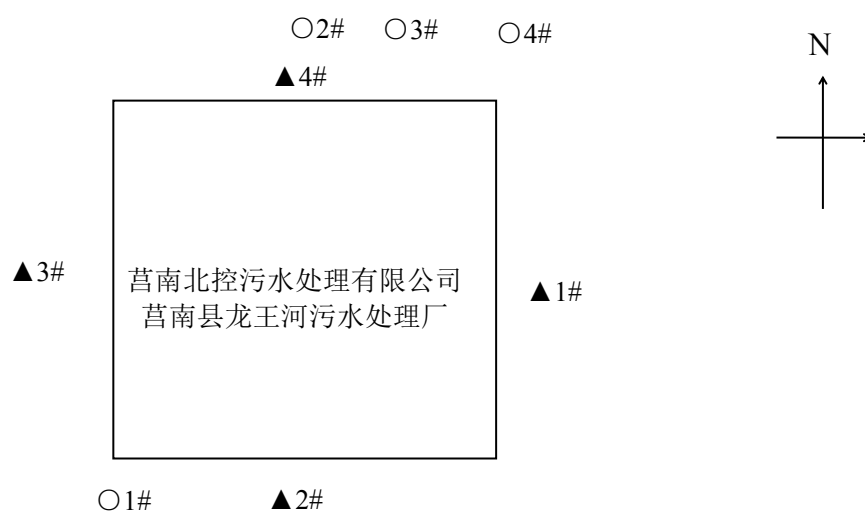 ○2# ○3# ○4#
N
▲4#
▲3#
莒南北控污水处理有限公司
莒南县龙王河污水处理厂
▲1#
○1# ▲2#